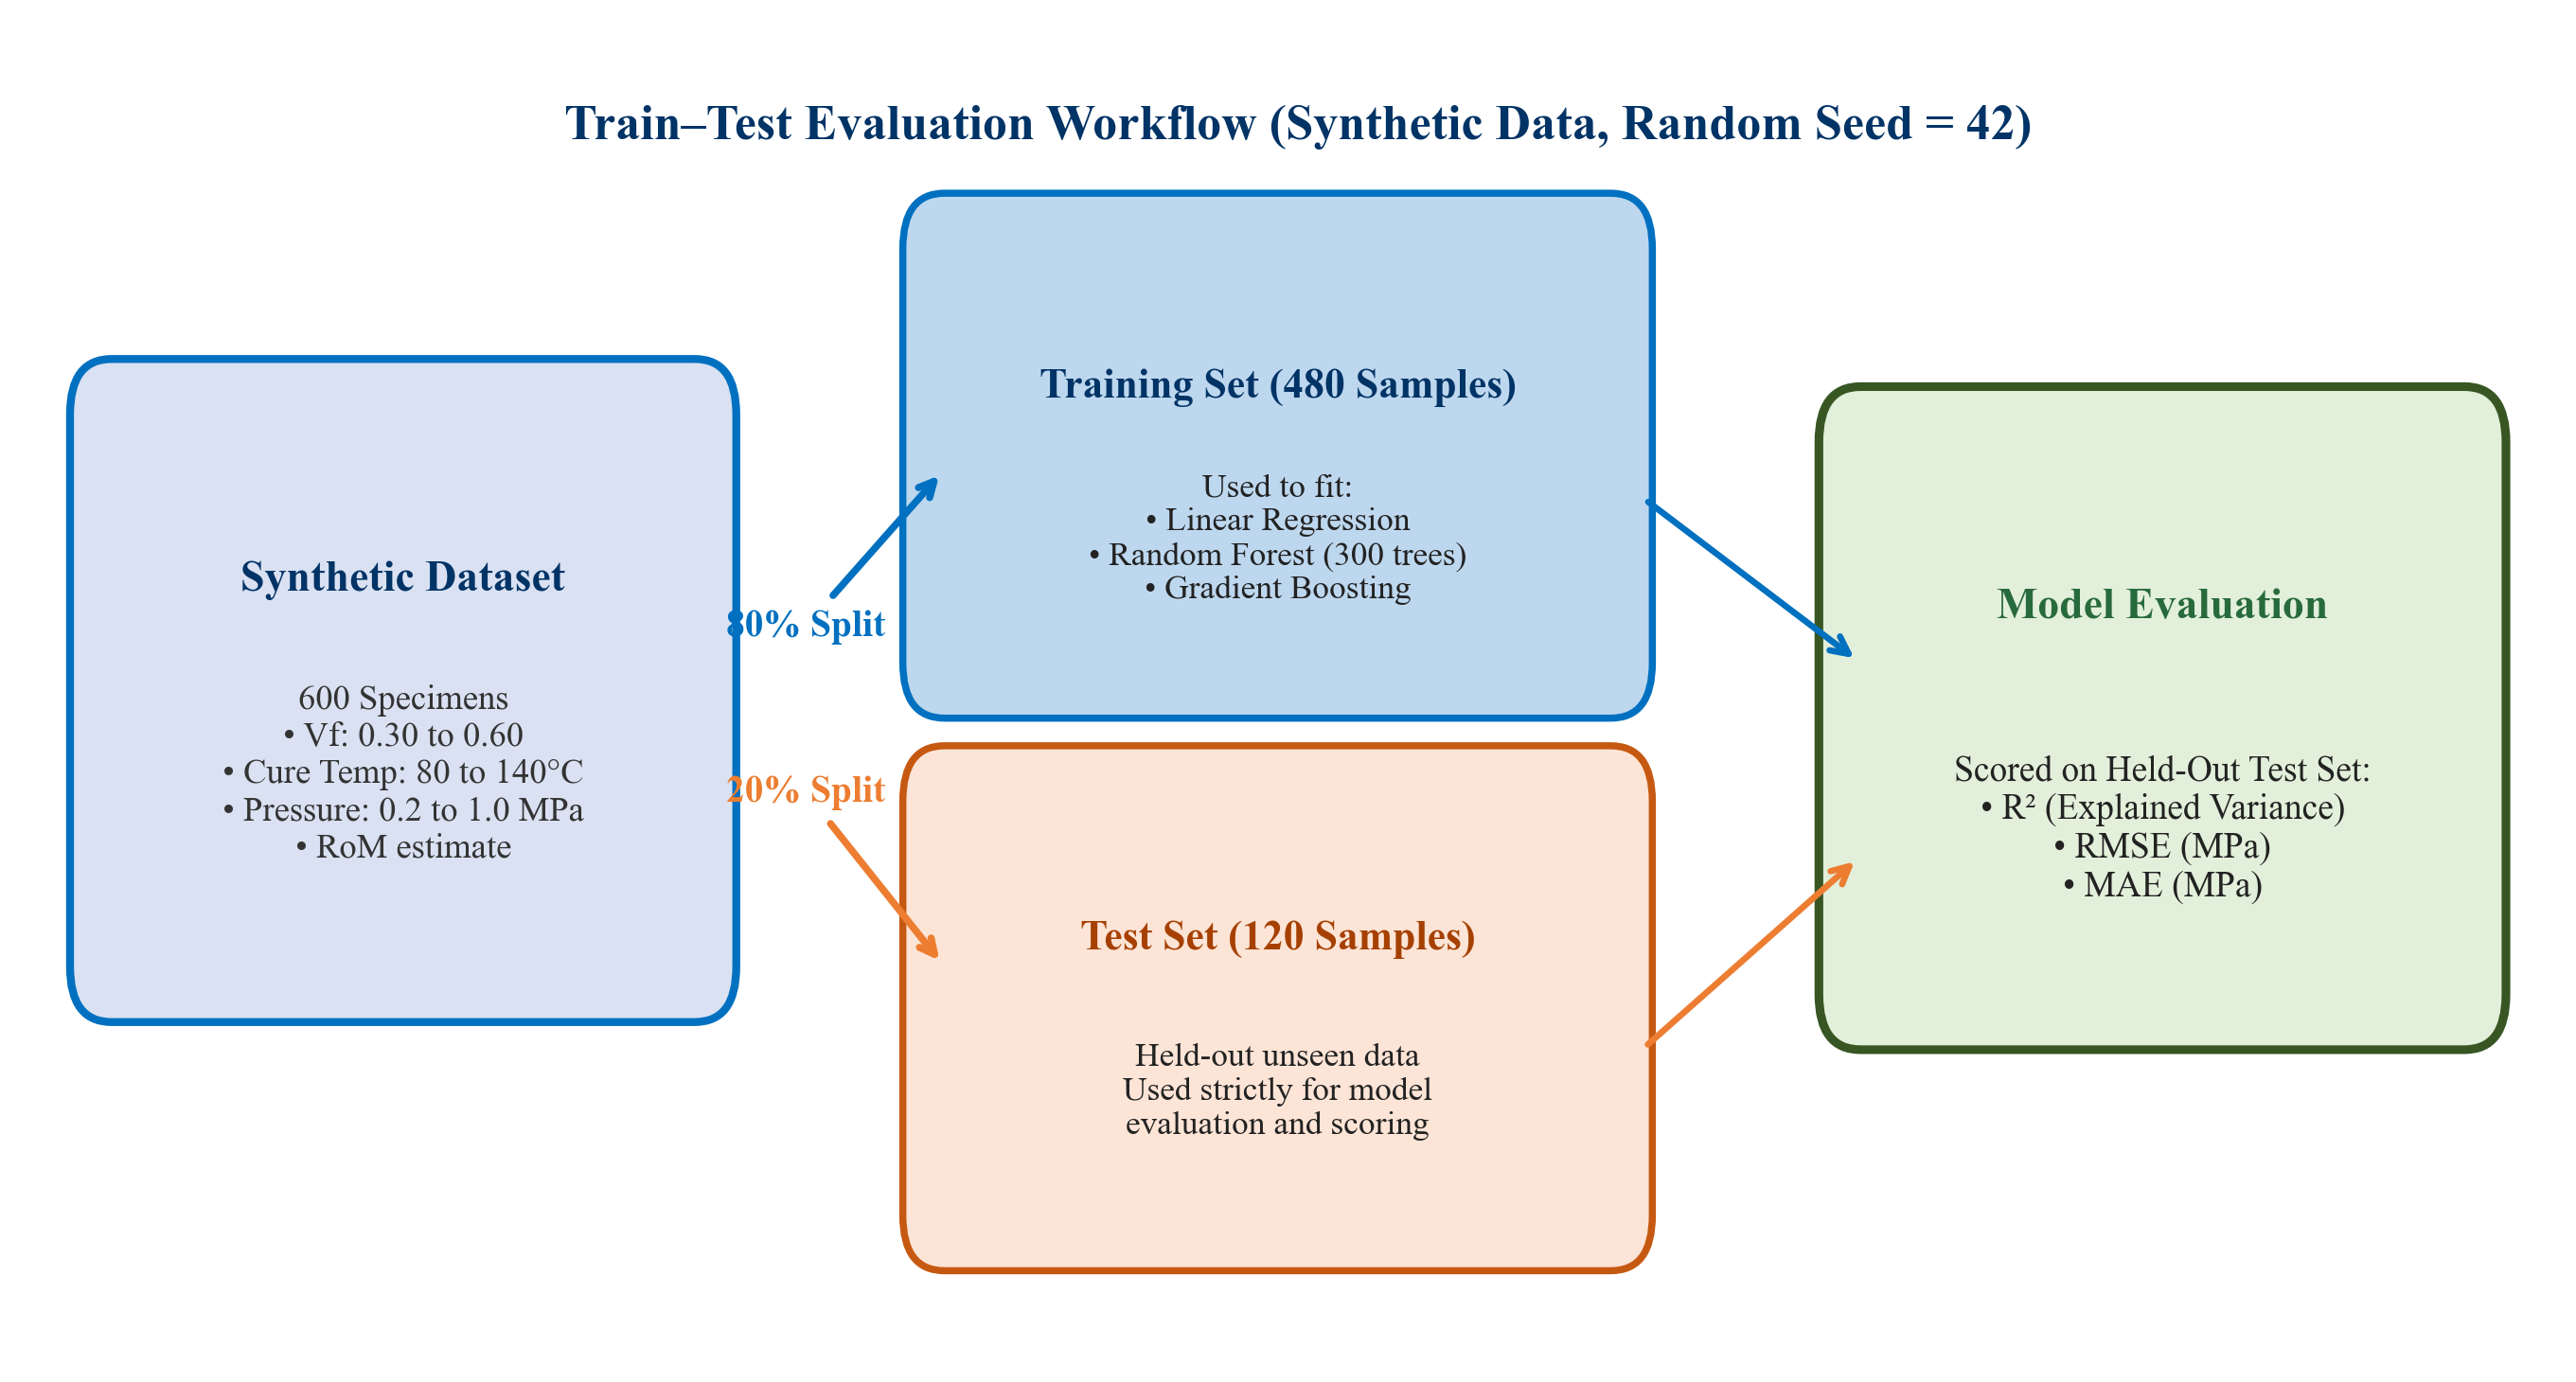 Train–Test Evaluation Workflow (Synthetic Data, Random Seed = 42)
Synthetic Dataset
600 Specimens
• Vf: 0.30 to 0.60
• Cure Temp: 80 to 140°C
• Pressure: 0.2 to 1.0 MPa
• RoM estimate
80% Split
20% Split
Training Set (480 Samples)
Used to fit:
• Linear Regression
• Random Forest (300 trees)
• Gradient Boosting
Test Set (120 Samples)
Held-out unseen data
Used strictly for model
evaluation and scoring
Model Evaluation
Scored on Held-Out Test Set:
• R² (Explained Variance)
• RMSE (MPa)
• MAE (MPa)